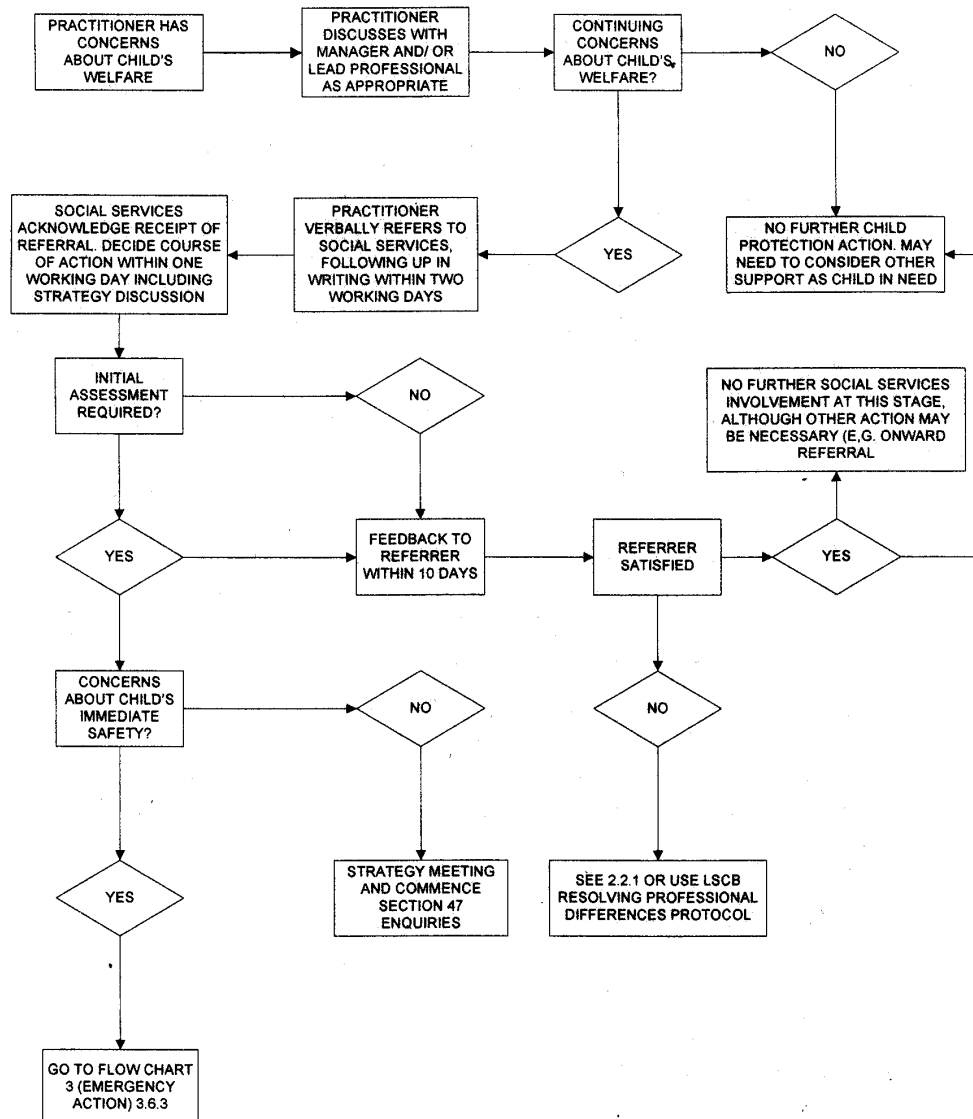 PRACTITIONER HAS
CONCERNS
ABOUT CHILD'S
WELFARE
PRACTITIONER
DISCUSSES WITH
MANAGER AND/ OR
LEAD PROFESSIONAL
AS APPROPRIATE
CONTINUING
CONCERNS
ABOUT CHILD'S
WELFARE?
NO
SOCIAL SERVICES
ACKNOWLEDGE RECEIPT OF
REFERRAL. DECIDE COURSE
OF ACTION WITHIN ONE
WORKING DAY INCLUDING
STRATEGY DISCUSSION
PRACTITIONER
VERBALLY REFERS TO
SOCIAL SERVICES,
FOLLOWING UP IN
WRITING WITHIN TWO
WORKING DAYS
YES
NO FURTHER CHILD
PROTECTION ACTION. MAY
NEED TO CONSIDER OTHER
SUPPORT AS CHILD IN NEED
INITIAL
ASSESSMENT
REQUIRED?
NO
NO FURTHER SOCIAL SERVICES
INVOLVEMENT AT THIS STAGE,
ALTHOUGH OTHER ACTION MAY
BE NECESSARY (E,G. ONWARD
REFERRAL
YES
FEEDBACK TO
REFERRER
WITHIN 10 DAYS
REFERRER
SATISFIED
YES
CONCERNS
ABOUT CHILD'S
IMMEDIATE
SAFETY?
NO
NO
YES
STRATEGY MEETING
AND COMMENCE
SECTION 47
ENQUIRIES
SEE 2.2.1 OR USE LSCB
RESOLVING PROFESSIONAL
DIFFERENCES PROTOCOL
GO TO FLOW CHART
3 (EMERGENCY
ACTION) 3.6.3